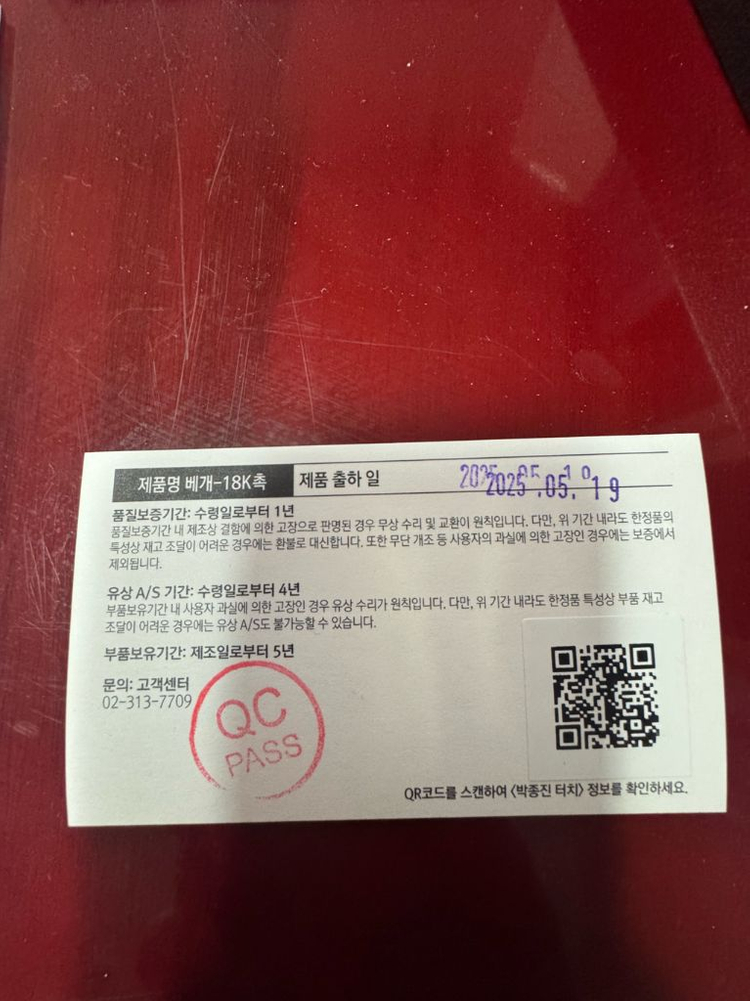 제품명 베개-18K촉 제품 출하 일 2025.05.19
품질보증기간: 수령일로부터 1년
품질보증기간 내 제조상 결함에 의한 고장으로 판명된 경우 무상 수리 및 교환이 원칙입니다. 다만, 위 기간 내라도 한정품의
특성상 재고 조달이 어려운 경우에는 환불로 대신합니다. 또한 무단 개조 등 사용자의 과실에 의한 고장인 경우에는 보증에서
제외됩니다.
유상 A/S 기간: 수령일로부터 4년
부품보유기간 내 사용자 과실에 의한 고장인 경우 유상 수리가 원칙입니다. 다만, 위 기간 내라도 한정품 특성상 부품 재고
조달이 어려운 경우에는 유상 A/S도 불가능할 수 있습니다.
부품보유기간: 제조일로부터 5년
문의: 고객센터
02-313-7709
QC
PASS
QR코드를 스캔하여 <박종진 터치> 정보를 확인하세요.